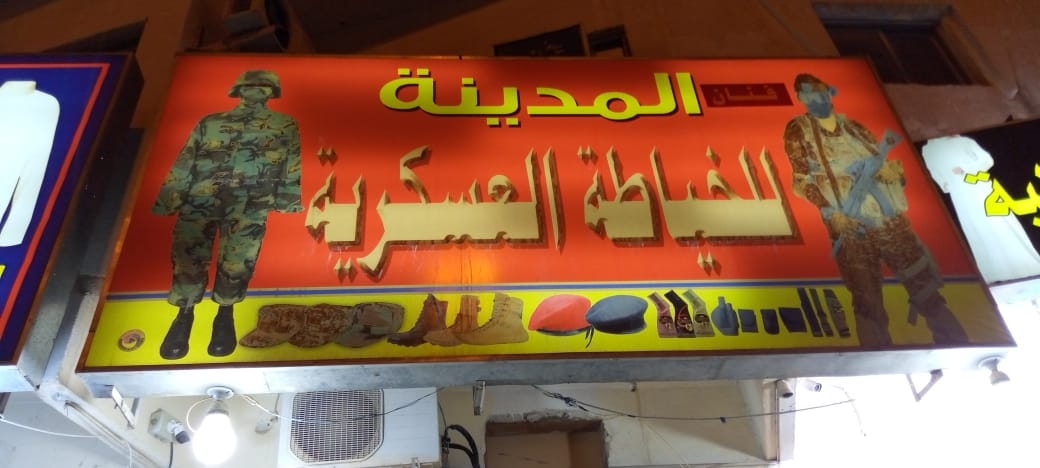 فنان المدينة
للخياطة العسكرية